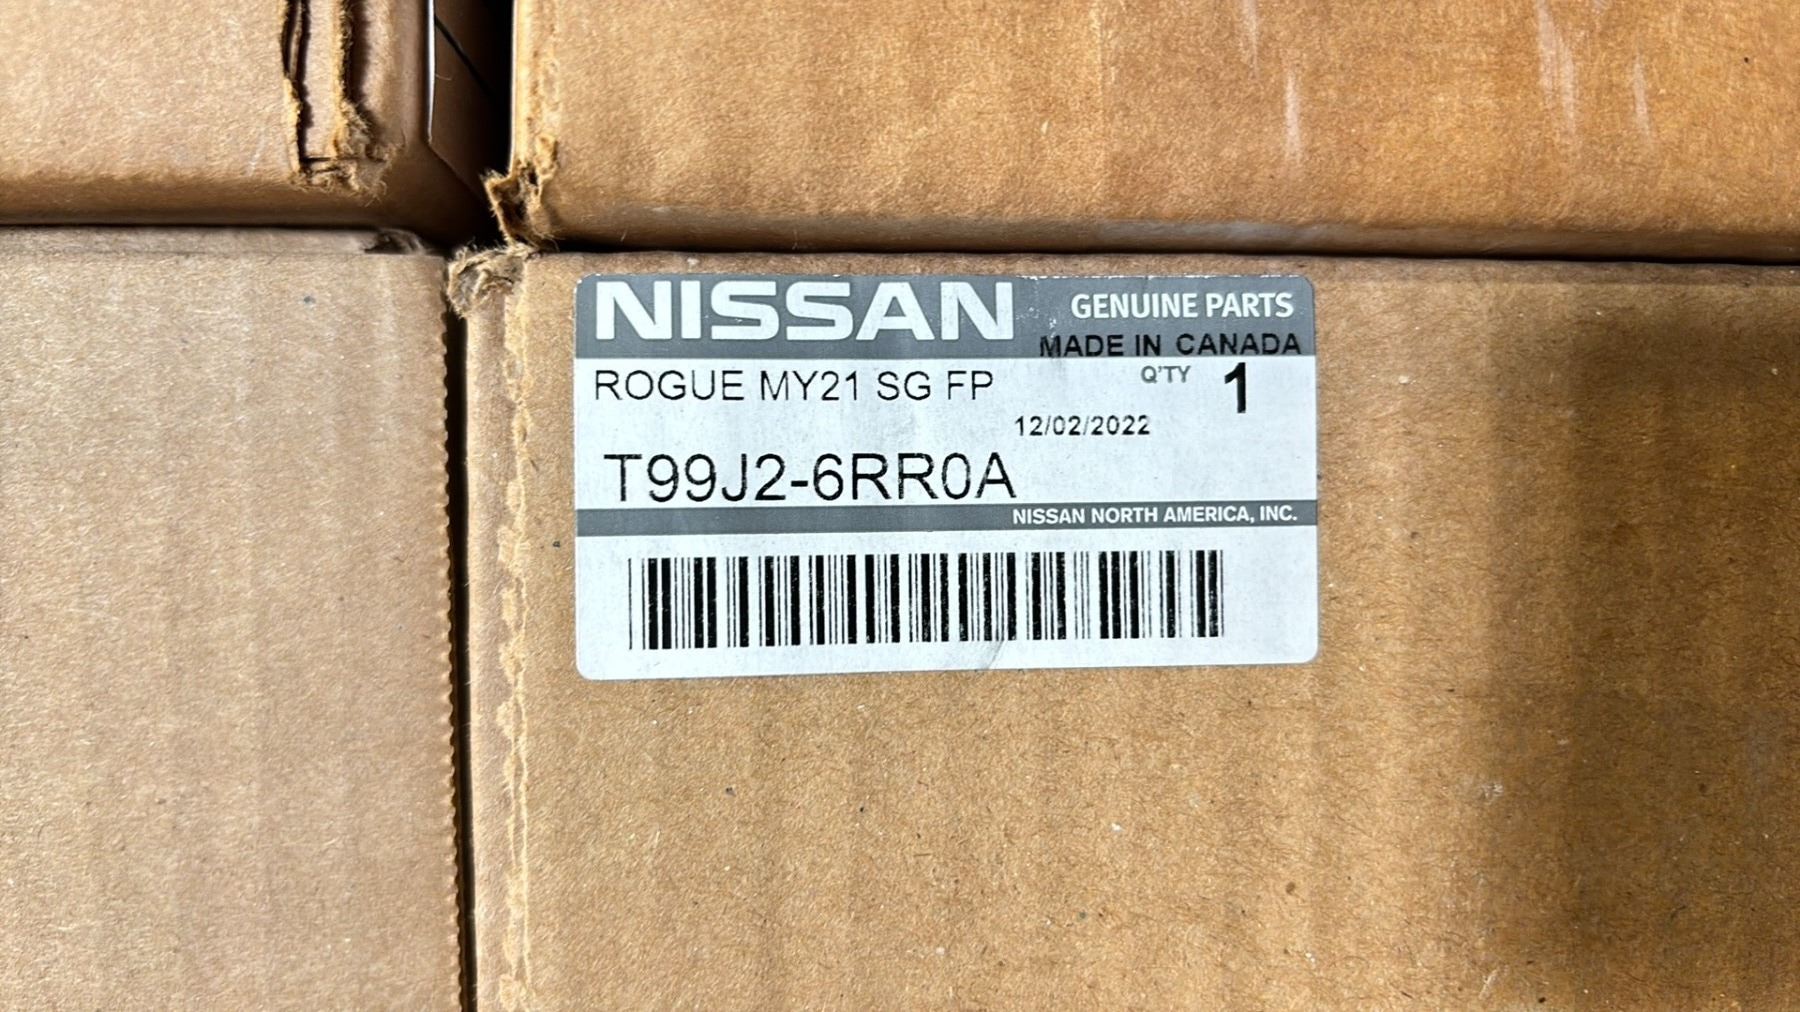 NISSAN GENUINE PARTS
MADE IN CANADA
ROGUE MY21 SG FP Q'TY 1
12/02/2022
T99J2-6RR0A
NISSAN NORTH AMERICA, INC.